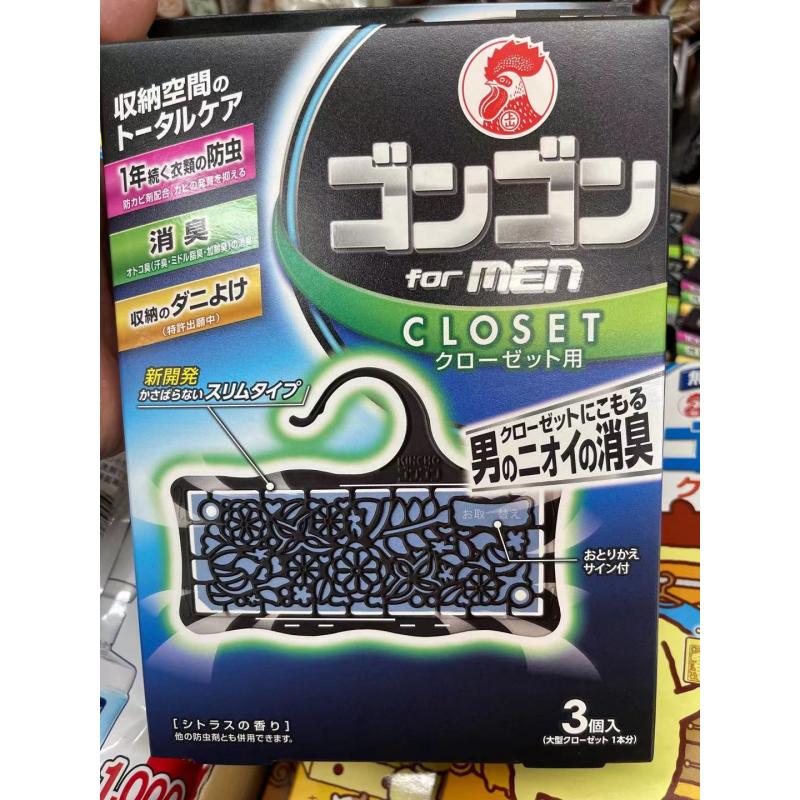 収納空間の
トータルケア
1年続く衣類の防虫
防カビ剤配合、カビの発育を抑える
消臭
オトコ臭(汗臭・ミドル脂臭・加齢臭)の消臭
収納のダニよけ
(特許出願中)
ゴンゴン
for MEN
CLOSET
クローゼット用
新開発
かさばらないスリムタイプ
クローゼットにこもる
男のニオイの消臭
KINCHO
お取 替え
おとりかえ
サイン付
[シトラスの香り]
他の防虫剤とも併用できます。
3個入
(大型クローゼット 1本分)